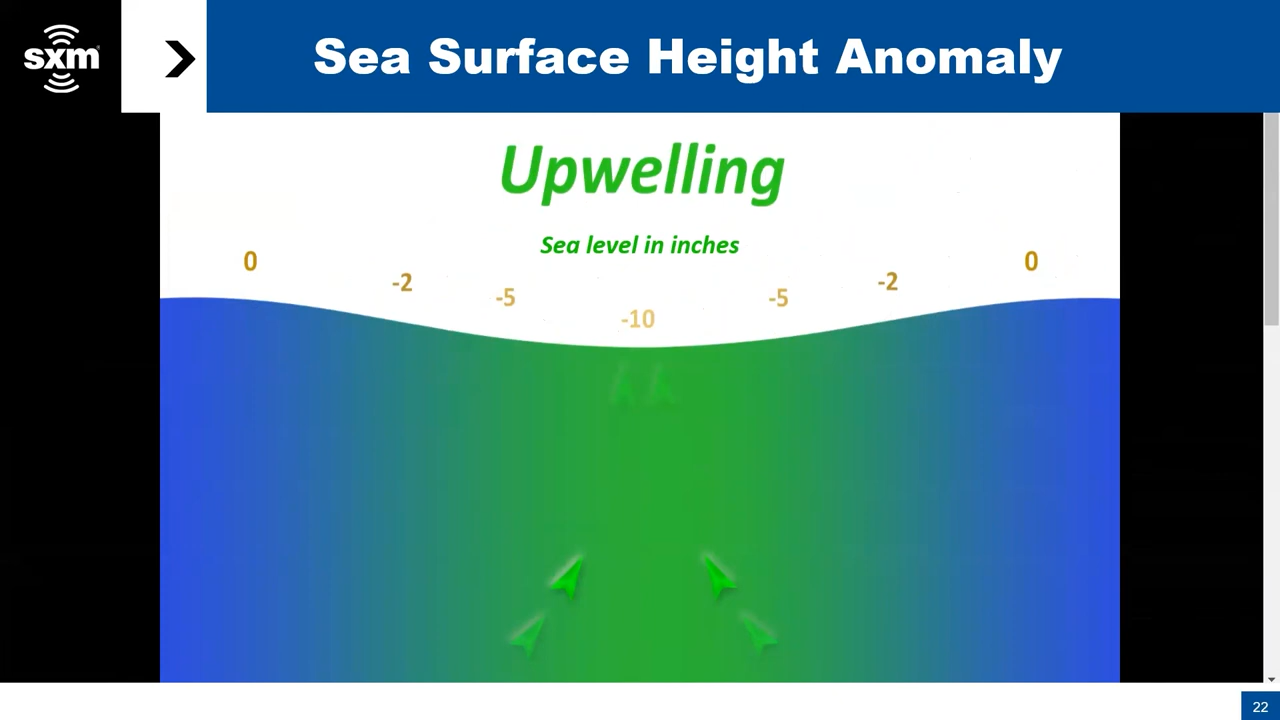 sxm
Sea Surface Height Anomaly
Upwelling
Sea level in inches
0 -2 -5 -10 -5 -2 0
22